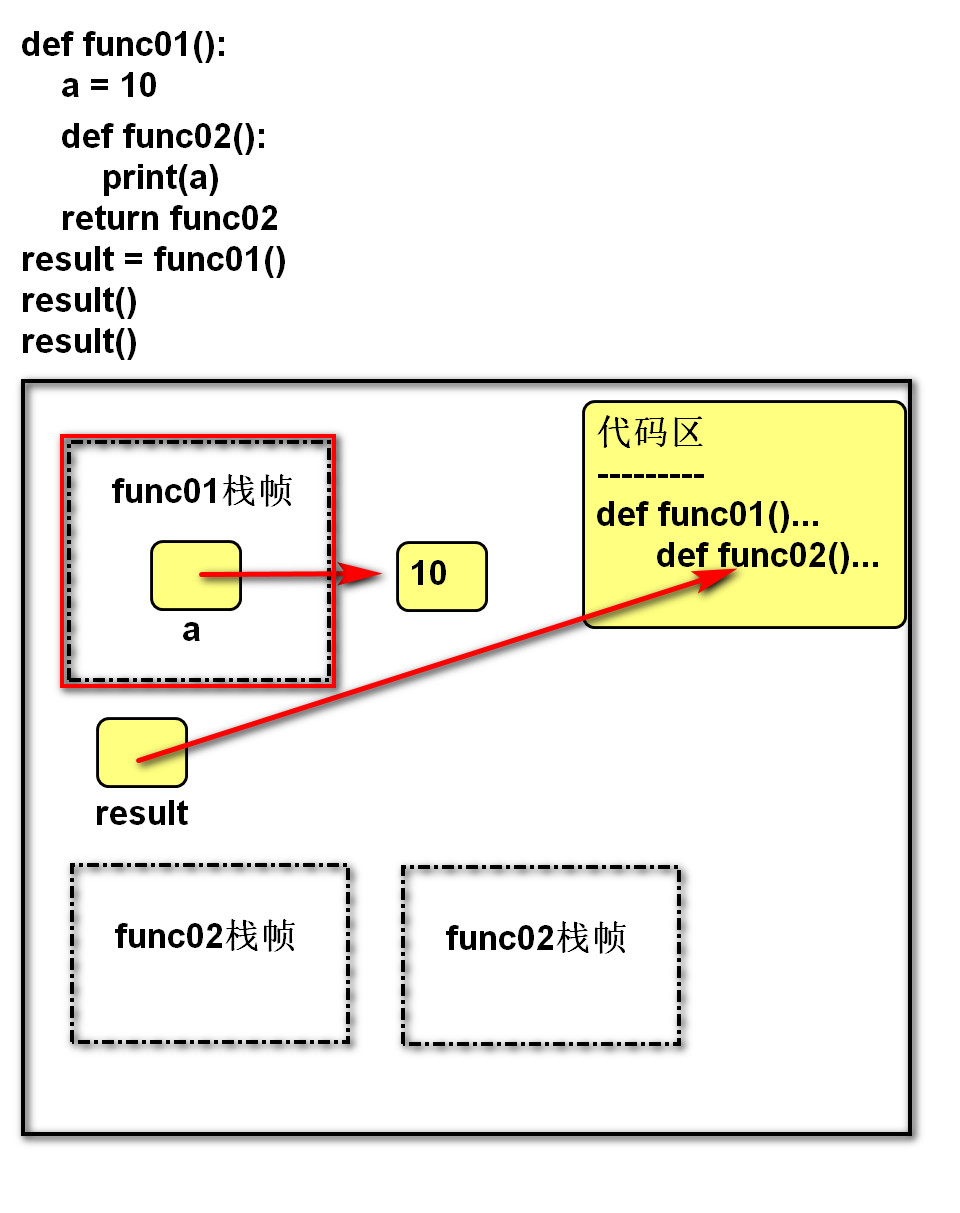 def func01():
    a = 10
    def func02():
        print(a)
    return func02
result = func01()
result()
result()
代码区
---------
def func01()...
def func02()...
func01栈帧
10
a
result
func02栈帧
func02栈帧